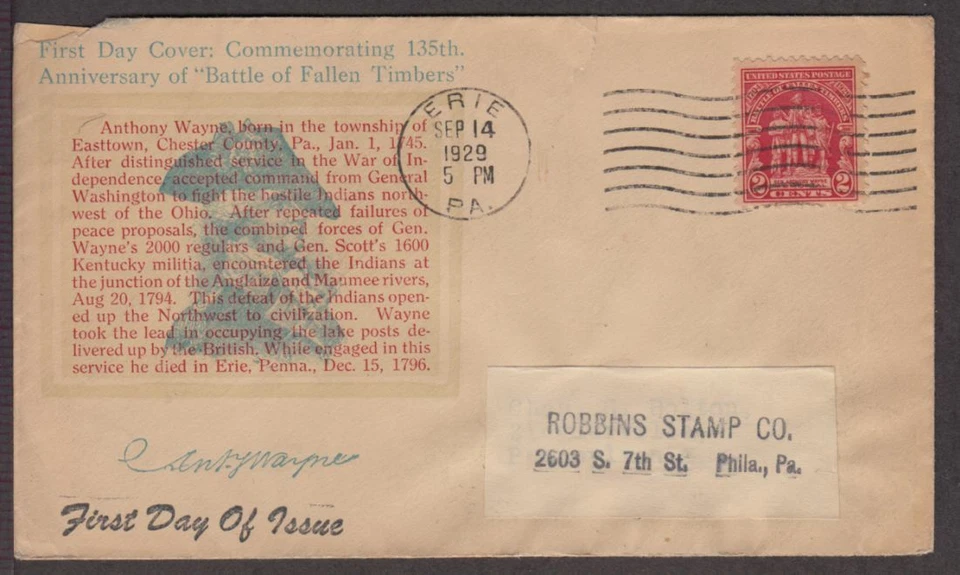 First Day Cover: Commemorating 135th.
Anniversary of "Battle of Fallen Timbers"
Anthony Wayne, born in the township of
Easttown, Chester County, Pa., Jan. 1, 1745.
After distinguished service in the War of In-
dependence accepted command from General
Washington to fight the hostile Indians north-
west of the Ohio. After repeated failures of
peace proposals, the combined forces of Gen.
Wayne's 2000 regulars and Gen. Scott's 1600
Kentucky militia, encountered the Indians at
the junction of the Anglaize and Maumee rivers,
Aug 20, 1794. This defeat of the Indians open-
ed up the Northwest to civilization. Wayne
took the lead in occupying the lake posts de-
livered up by the British. While engaged in this
service he died in Erie, Penna., Dec. 15, 1796.
Anty Wayne
First Day Of Issue
ERIE
SEP 14
1929
5 PM
PA.
UNITED STATES POSTAGE
BATTLE OF FALLEN TIMBERS
2 2
CENTS
ROBBINS STAMP CO.
2603 S. 7th St. Phila., Pa.